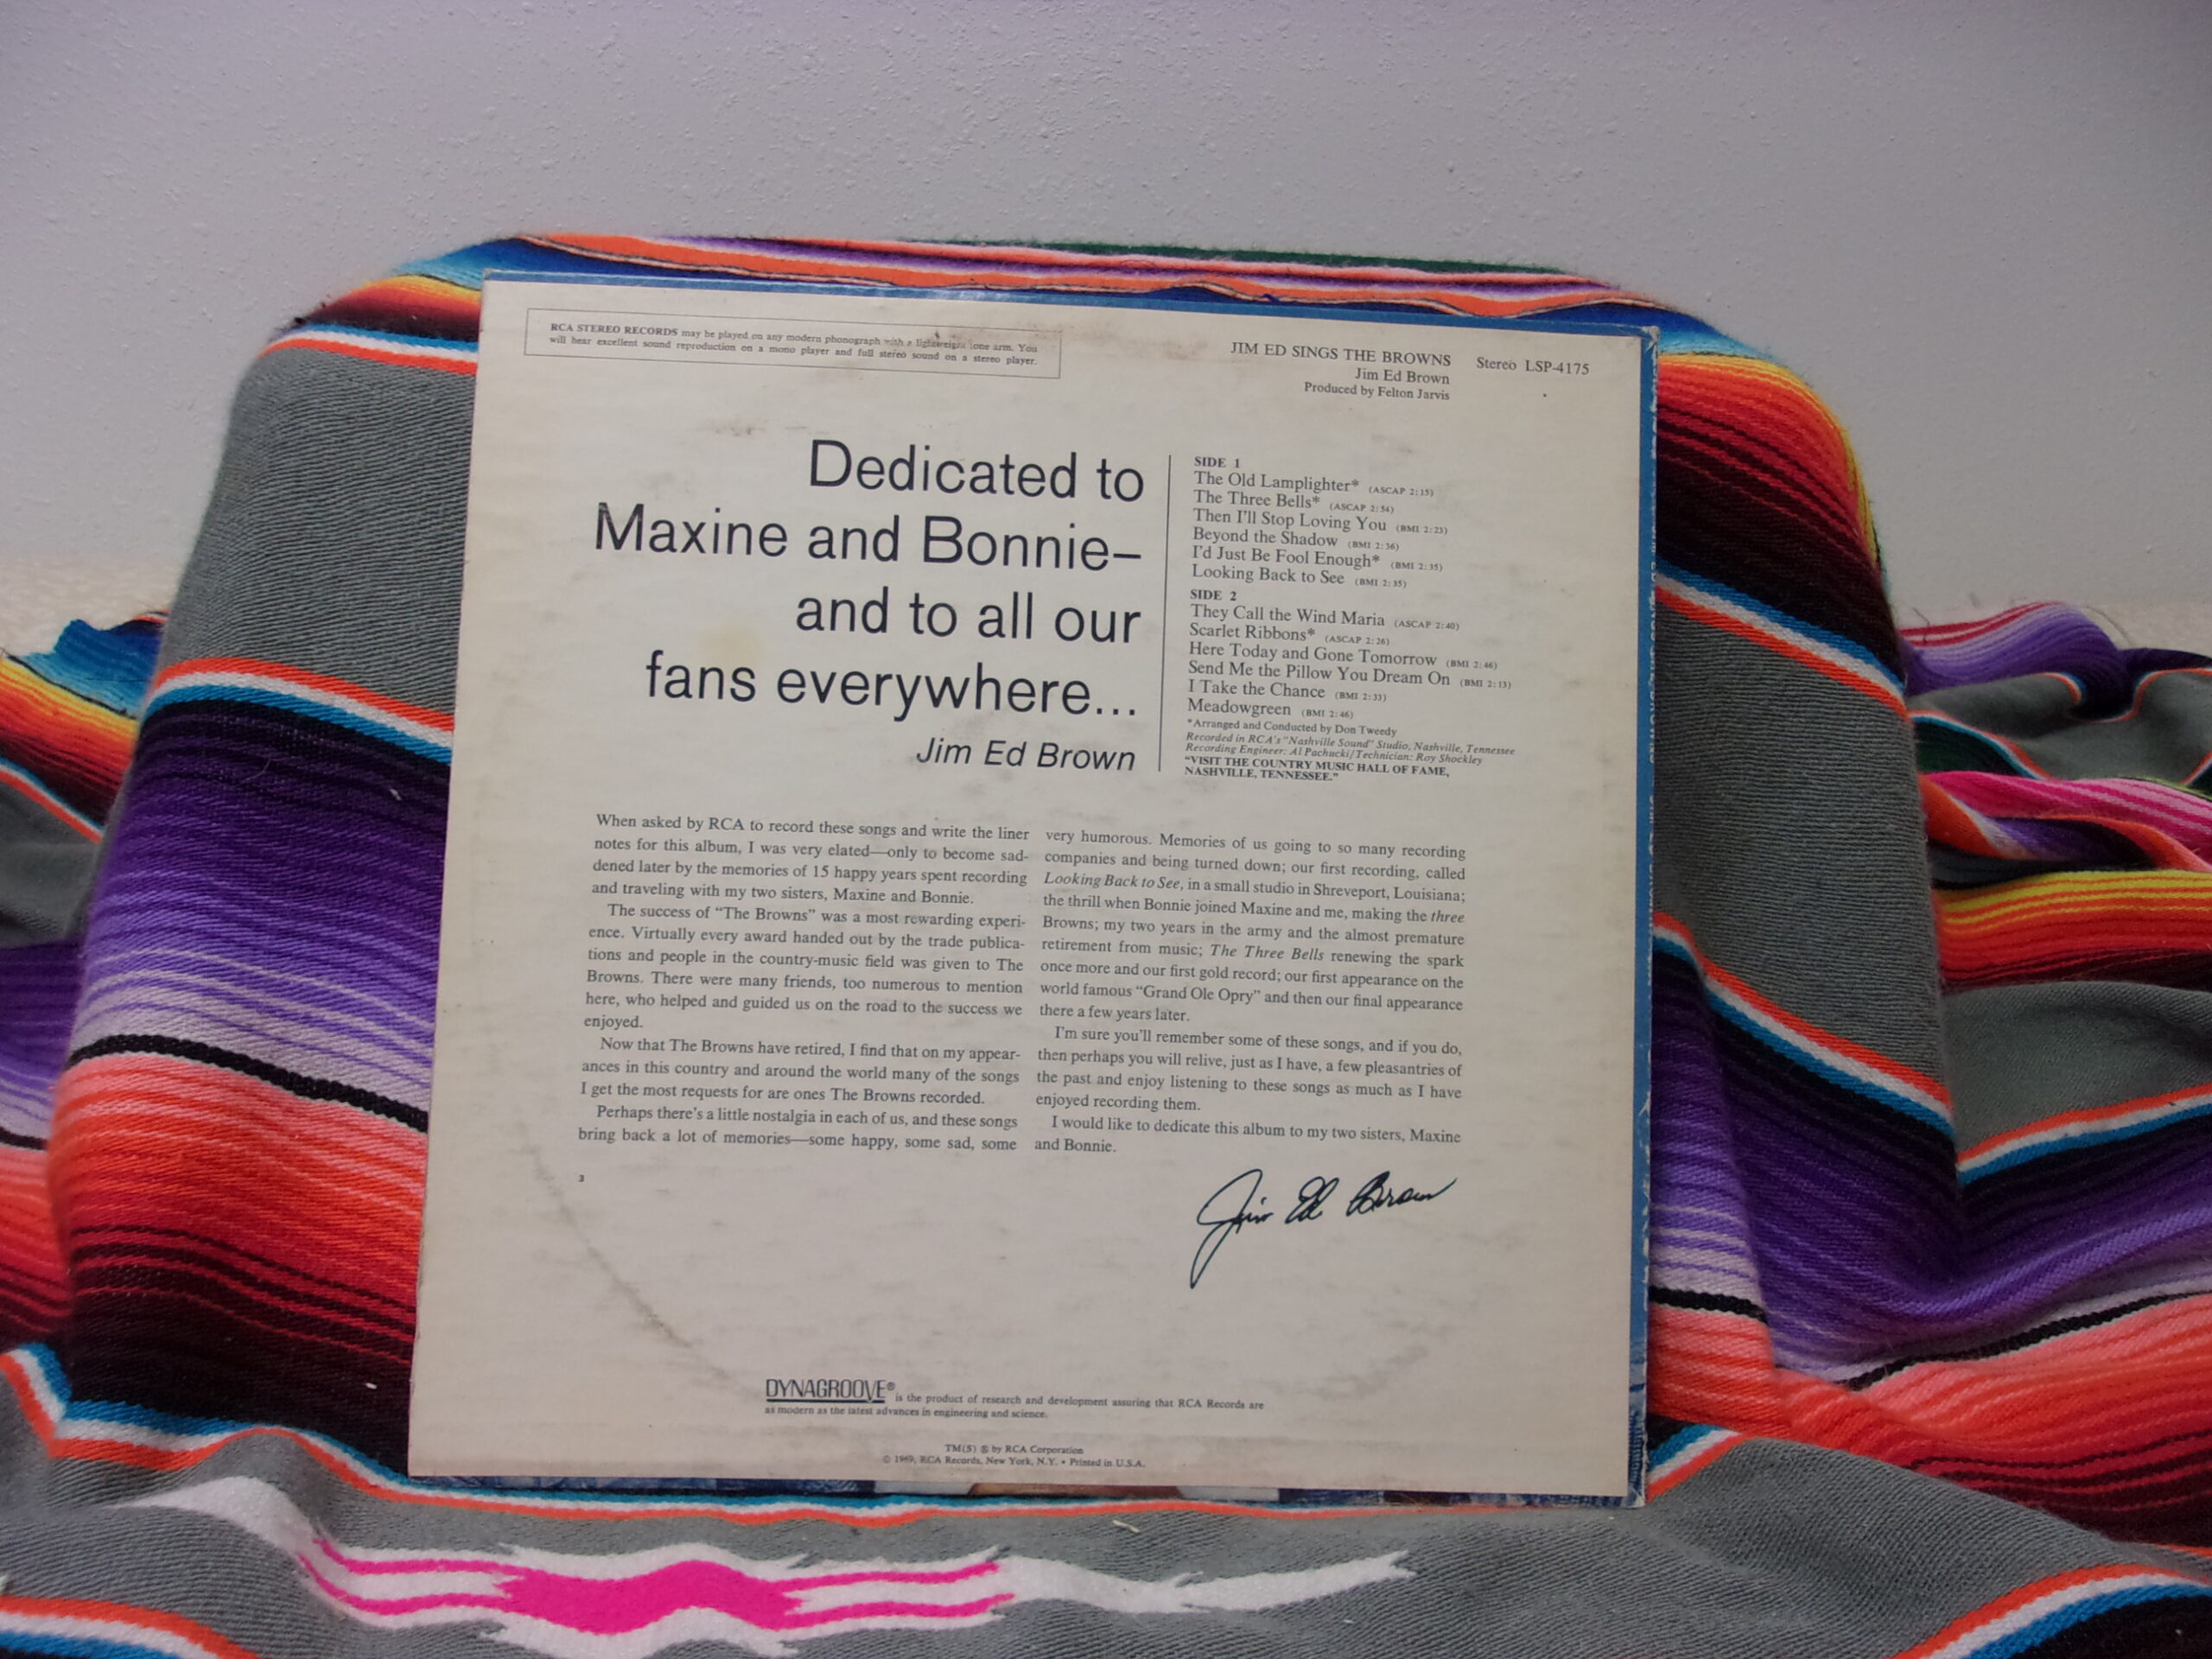 RCA STEREO RECORDS may be played on any modern phonograph with a lightweight tone arm. You
will hear excellent sound reproduction on a mono player and full stereo sound on a stereo player.
JIM ED SINGS THE BROWNS
Jim Ed Brown
Produced by Felton Jarvis
Stereo LSP-4175
Dedicated to
Maxine and Bonnie–
and to all our
fans everywhere...
Jim Ed Brown
SIDE 1
The Old Lamplighter* (ASCAP 2:15)
The Three Bells* (ASCAP 2:54)
Then I'll Stop Loving You (BMI 2:23)
Beyond the Shadow (BMI 2:36)
I'd Just Be Fool Enough* (BMI 2:35)
Looking Back to See (BMI 2:35)
SIDE 2
They Call the Wind Maria (ASCAP 2:40)
Scarlet Ribbons* (ASCAP 2:26)
Here Today and Gone Tomorrow (BMI 2:46)
Send Me the Pillow You Dream On (BMI 2:13)
I Take the Chance (BMI 2:33)
Meadowgreen (BMI 2:46)
*Arranged and Conducted by Don Tweedy
Recorded in RCA's "Nashville Sound" Studio, Nashville, Tennessee
Recording Engineer: Al Pachucki/Technician: Roy Shockley
"VISIT THE COUNTRY MUSIC HALL OF FAME,
NASHVILLE, TENNESSEE."
When asked by RCA to record these songs and write the liner
notes for this album, I was very elated—only to become sad-
dened later by the memories of 15 happy years spent recording
and traveling with my two sisters, Maxine and Bonnie.
The success of "The Browns" was a most rewarding experi-
ence. Virtually every award handed out by the trade publica-
tions and people in the country-music field was given to The
Browns. There were many friends, too numerous to mention
here, who helped and guided us on the road to the success we
enjoyed.
Now that The Browns have retired, I find that on my appear-
ances in this country and around the world many of the songs
I get the most requests for are ones The Browns recorded.
Perhaps there's a little nostalgia in each of us, and these songs
bring back a lot of memories—some happy, some sad, some
very humorous. Memories of us going to so many recording
companies and being turned down; our first recording, called
Looking Back to See, in a small studio in Shreveport, Louisiana;
the thrill when Bonnie joined Maxine and me, making the three
Browns; my two years in the army and the almost premature
retirement from music; The Three Bells renewing the spark
once more and our first gold record; our first appearance on the
world famous "Grand Ole Opry" and then our final appearance
there a few years later.
I'm sure you'll remember some of these songs, and if you do,
then perhaps you will relive, just as I have, a few pleasantries of
the past and enjoy listening to these songs as much as I have
enjoyed recording them.
I would like to dedicate this album to my two sisters, Maxine
and Bonnie.
3
Jim Ed Brown
DYNAGROOVE® is the product of research and development assuring that RCA Records are
as modern as the latest advances in engineering and science.
TM(S) ® by RCA Corporation
© 1969, RCA Records, New York, N.Y. • Printed in U.S.A.